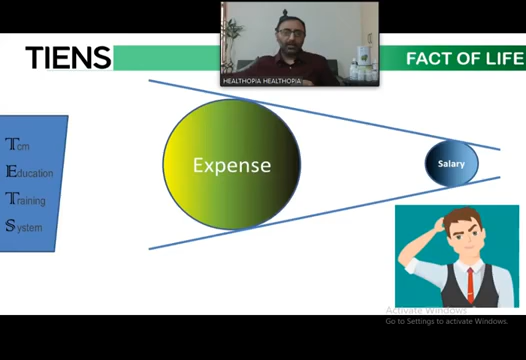 TIENS
FACT OF LIFE
HEALTHOPIA HEALTHOPIA
Tcm
Education
Training
System
Expense
Salary
Activate Windows
Go to Settings to activate Windows.